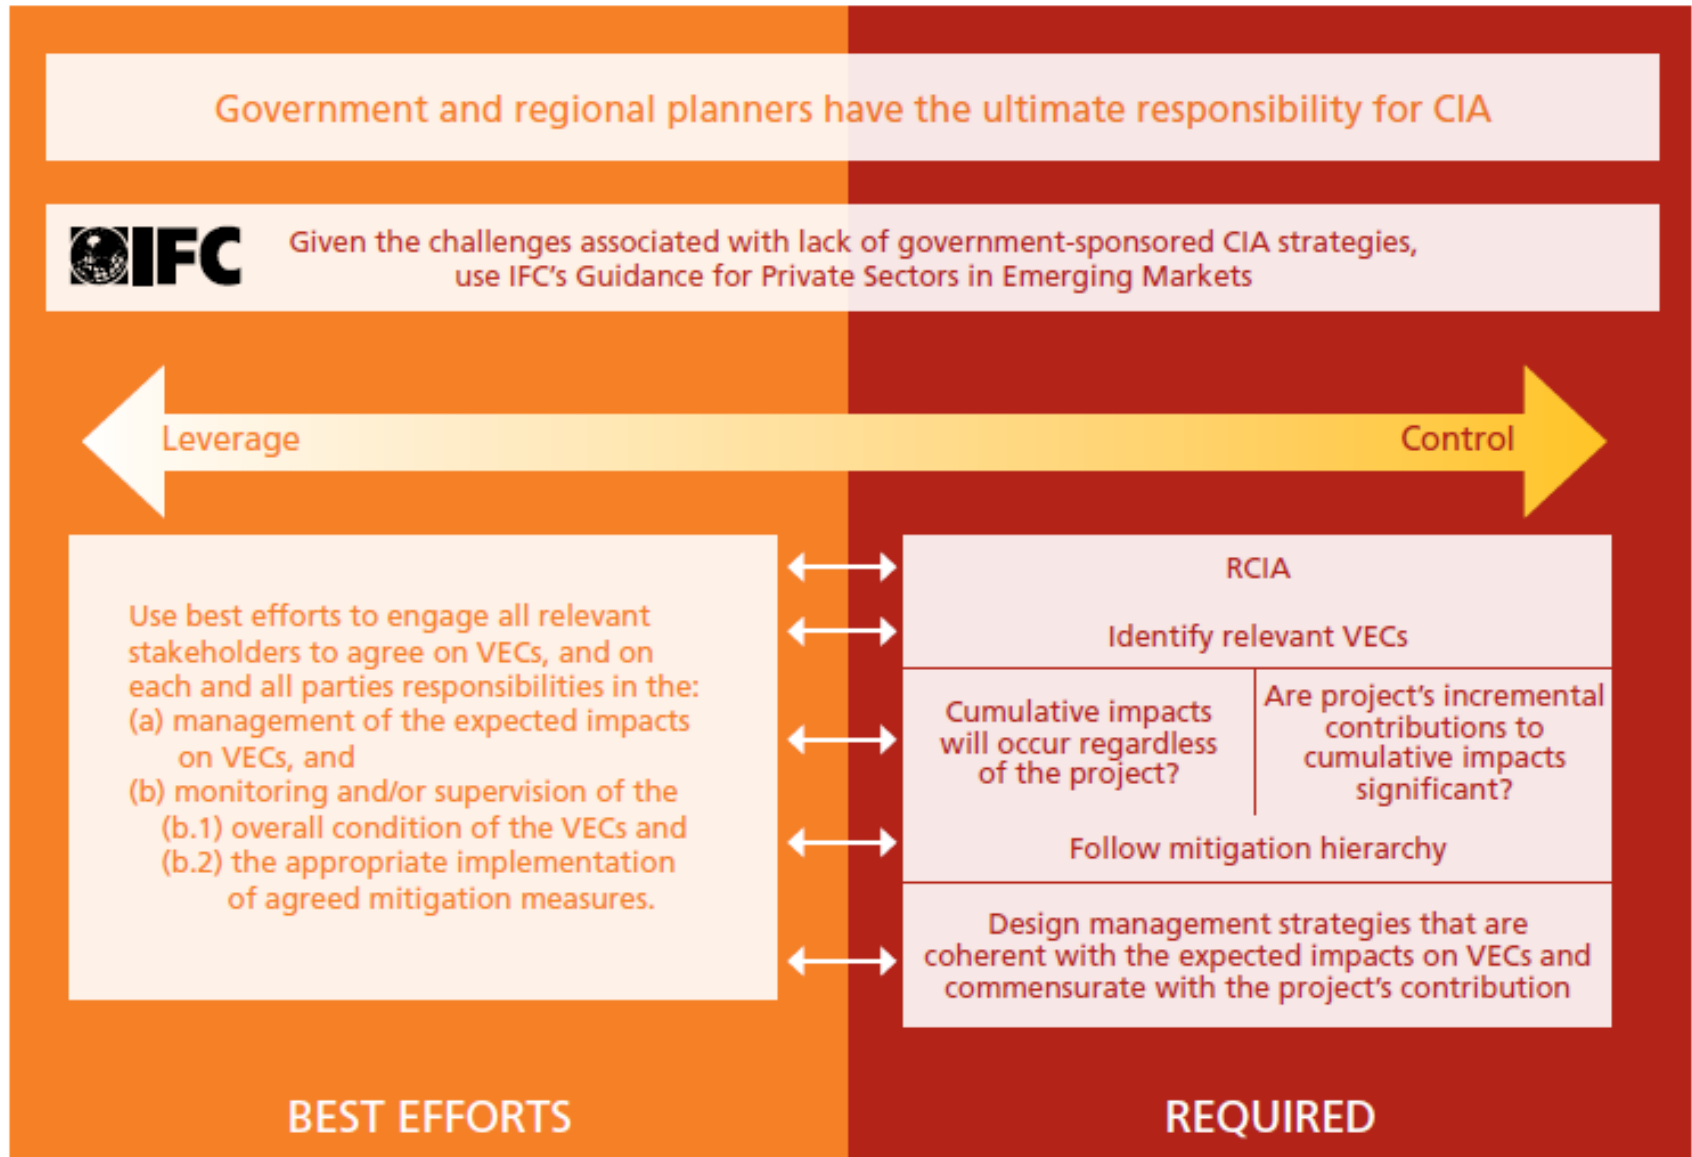 Government and regional planners have the ultimate responsibility for CIA
IFC
Given the challenges associated with lack of government-sponsored CIA strategies,
use IFC's Guidance for Private Sectors in Emerging Markets
Leverage
Control
Use best efforts to engage all relevant
stakeholders to agree on VECs, and on
each and all parties responsibilities in the:
(a) management of the expected impacts
on VECs, and
(b) monitoring and/or supervision of the
(b.1) overall condition of the VECs and
(b.2) the appropriate implementation
of agreed mitigation measures.
RCIA
Identify relevant VECs
Cumulative impacts
will occur regardless
of the project?
Are project's incremental
contributions to
cumulative impacts
significant?
Follow mitigation hierarchy
Design management strategies that are
coherent with the expected impacts on VECs and
commensurate with the project's contribution
BEST EFFORTS
REQUIRED